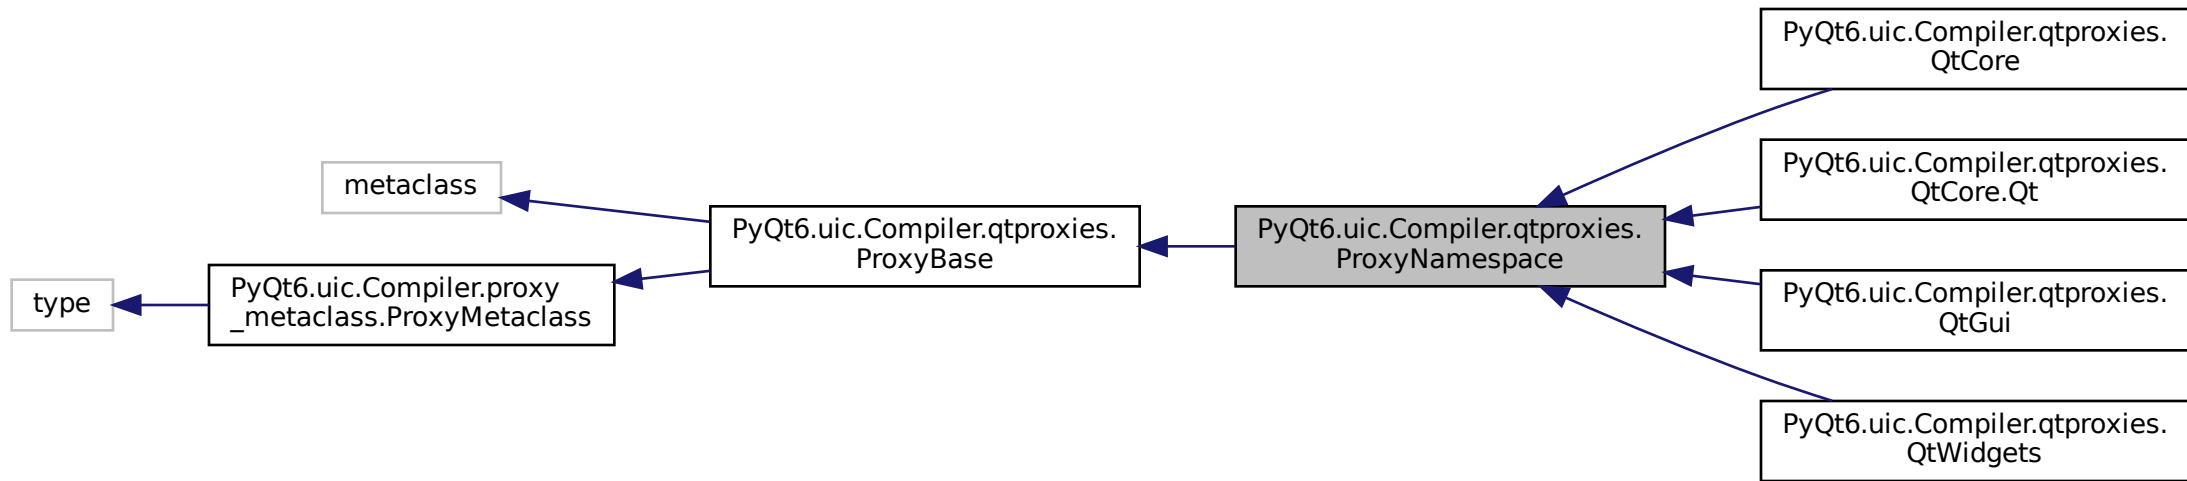 PyQt6.uic.Compiler.qtproxies.
QtCore
PyQt6.uic.Compiler.qtproxies.
QtCore.Qt
metaclass
PyQt6.uic.Compiler.qtproxies.
ProxyBase
PyQt6.uic.Compiler.qtproxies.
ProxyNamespace
type
PyQt6.uic.Compiler.proxy
_metaclass.ProxyMetaclass
PyQt6.uic.Compiler.qtproxies.
QtGui
PyQt6.uic.Compiler.qtproxies.
QtWidgets